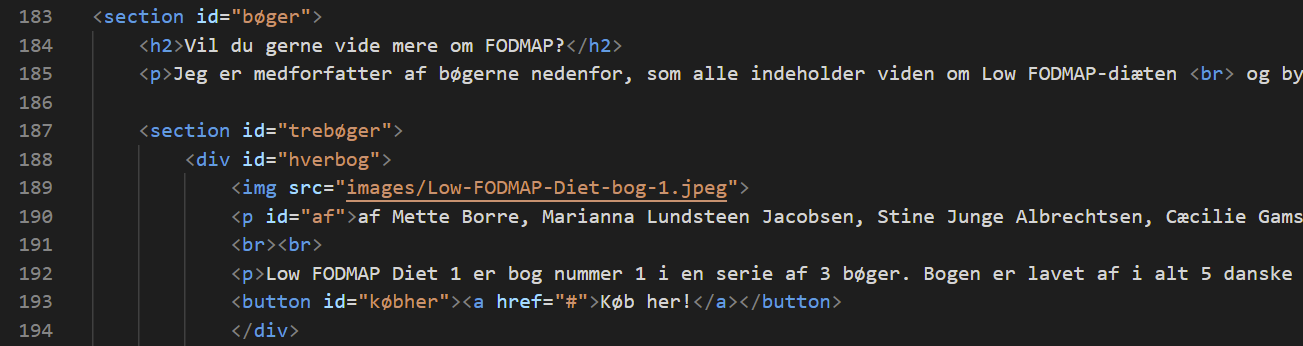 183 <section id="bøger">
184 <h2>Vil du gerne vide mere om FODMAP?</h2>
185 <p>Jeg er medforfatter af bøgerne nedenfor, som alle indeholder viden om Low FODMAP-diæten <br> og by
186
187 <section id="trebøger">
188 <div id="hverbog">
189 <img src="images/Low-FODMAP-Diet-bog-1.jpeg">
190 <p id="af">af Mette Borre, Marianna Lundsteen Jacobsen, Stine Junge Albrechtsen, Cæcilie Gams
191 <br><br>
192 <p>Low FODMAP Diet 1 er bog nummer 1 i en serie af 3 bøger. Bogen er lavet af i alt 5 danske
193 <button id="købher"><a href="#">Køb her!</a></button>
194 </div>